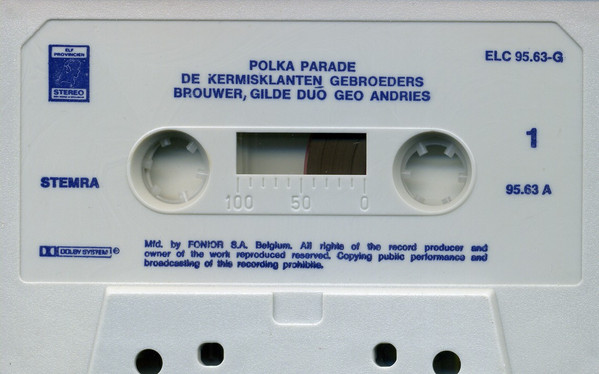 ELF
PROVINCIEN
STEREO
POLKA PARADE
DE KERMISKLANTEN GEBROEDERS
BROUWER, GILDE DUO GEO ANDRIES
ELC 95.63-G
1
STEMRA
95.63 A
100 50 0
DOLBY SYSTEM
Mfd. by FONIOR S.A. Belgium. All rights of the record producer and
owner of the work reproduced reserved. Copying public performance and
broadcasting of this recording prohibite.